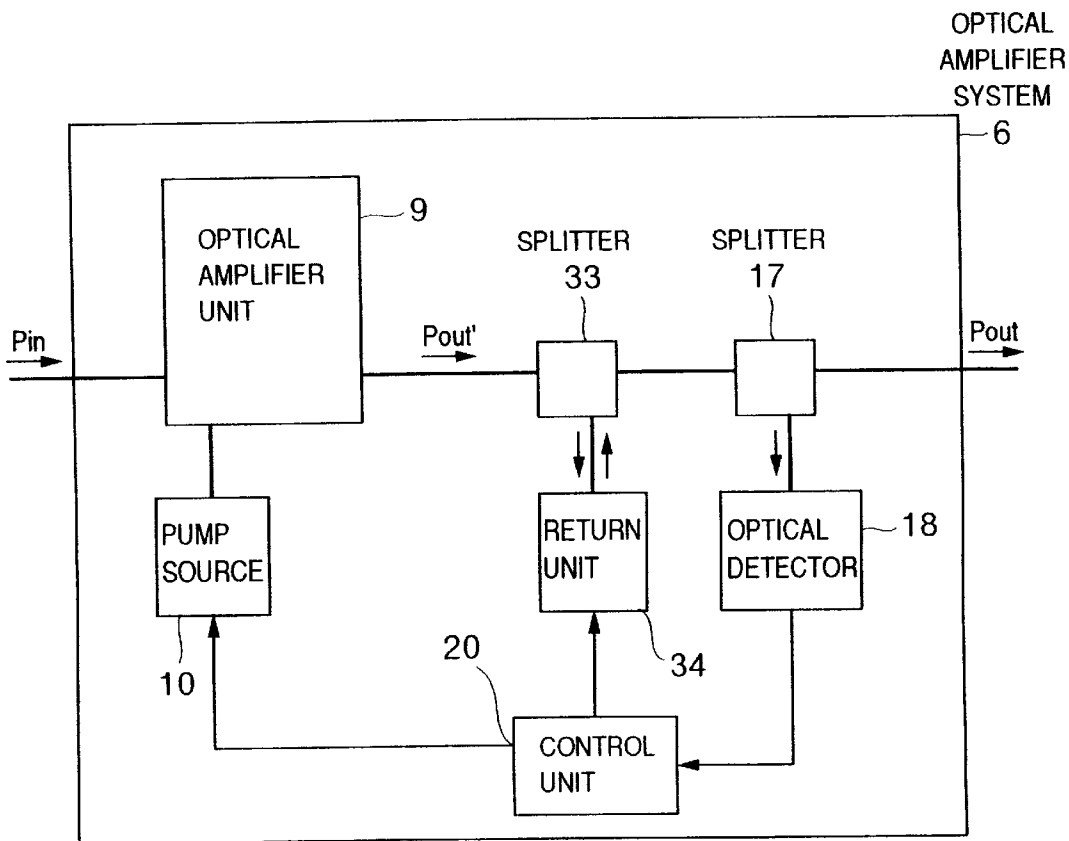 OPTICAL
AMPLIFIER
SYSTEM
6
9
OPTICAL
AMPLIFIER
UNIT
SPLITTER
33
SPLITTER
17
Pin
Pout'
Pout
PUMP
SOURCE
RETURN
UNIT
OPTICAL
DETECTOR
18
10
20
34
CONTROL
UNIT